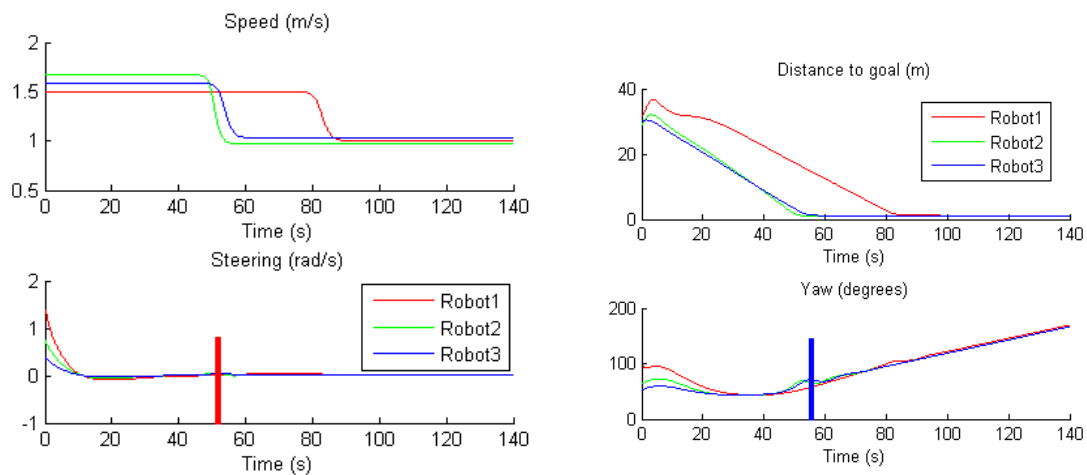 Speed (m/s)
2
1.5
1
0.5
0 20 40 60 80 100 120 140
Time (s)
Steering (rad/s)
2
1
0
-1
Robot1
Robot2
Robot3
0 20 40 60 80 100 120 140
Time (s)
Distance to goal (m)
40
20
0
Robot1
Robot2
Robot3
0 20 40 60 80 100 120 140
Time (s)
Yaw (degrees)
200
100
0
0 20 40 60 80 100 120 140
Time (s)